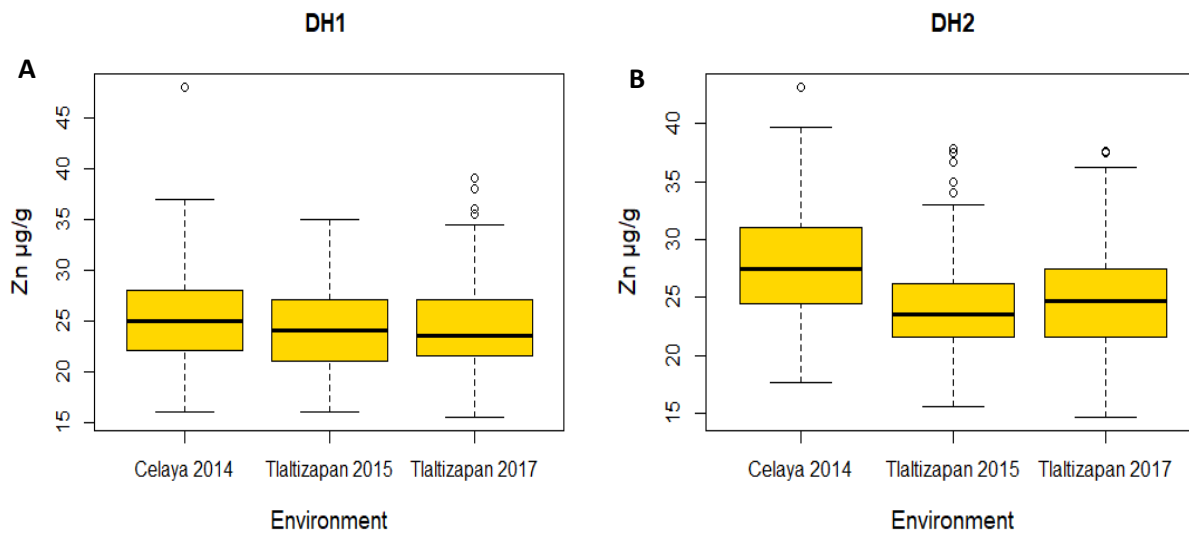 DH1
A
Zn µg/g
45
40
35
30
25
20
15
Celaya 2014 Tlaltizapan 2015 Tlaltizapan 2017
Environment
DH2
B
Zn µg/g
40
35
30
25
20
15
Celaya 2014 Tlaltizapan 2015 Tlaltizapan 2017
Environment